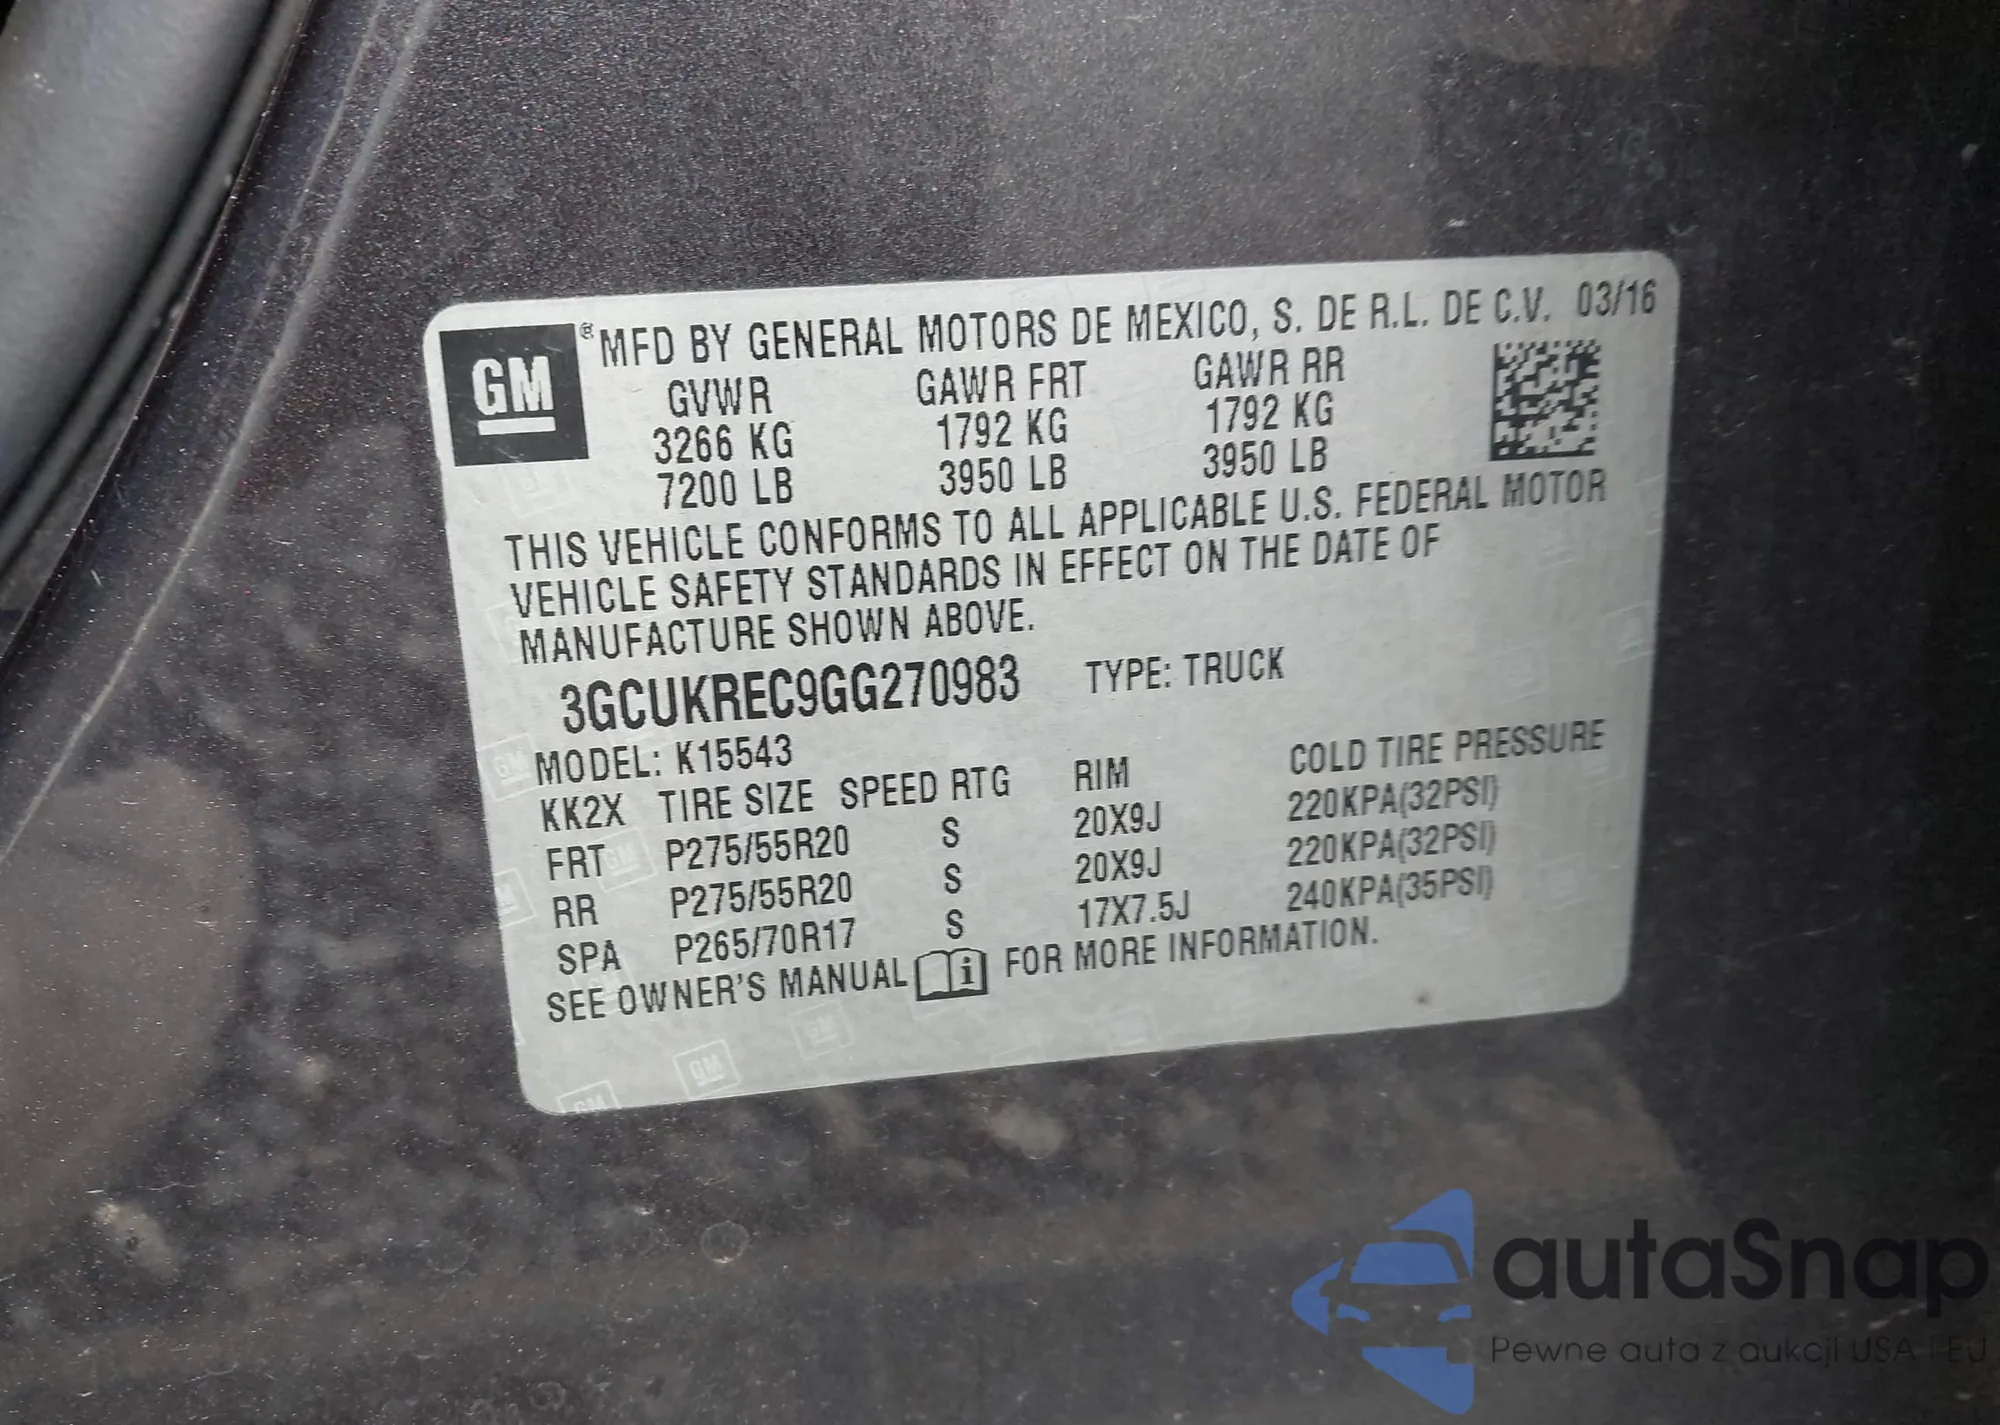 GM ® MFD BY GENERAL MOTORS DE MEXICO, S. DE R.L. DE C.V. 03/16
GVWR GAWR FRT GAWR RR
3266 KG 1792 KG 1792 KG
7200 LB 3950 LB 3950 LB
THIS VEHICLE CONFORMS TO ALL APPLICABLE U.S. FEDERAL MOTOR
VEHICLE SAFETY STANDARDS IN EFFECT ON THE DATE OF
MANUFACTURE SHOWN ABOVE.
3GCUKREC9GG270983 TYPE: TRUCK
MODEL: K15543
KK2X TIRE SIZE SPEED RTG RIM COLD TIRE PRESSURE
FRT P275/55R20 S 20X9J 220KPA(32PSI)
RR P275/55R20 S 20X9J 220KPA(32PSI)
SPA P265/70R17 S 17X7.5J 240KPA(35PSI)
SEE OWNER'S MANUAL i FOR MORE INFORMATION.
autaSnap
Pewne auta z aukcji USA i EU